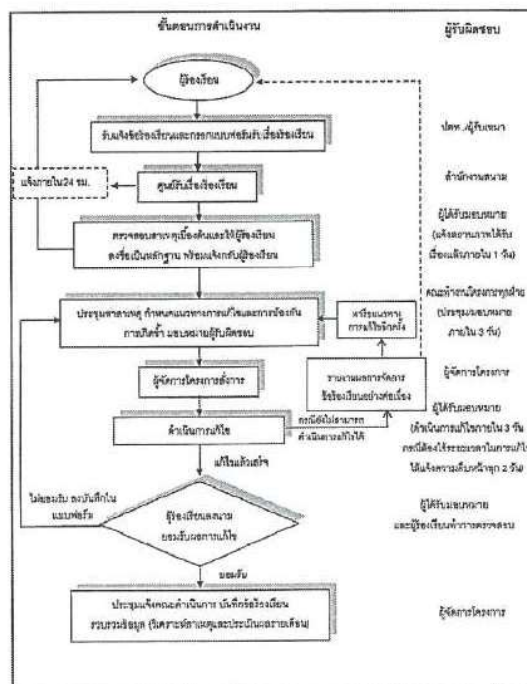 ขั้นตอนการดำเนินงาน
ผู้รับผิดชอบ
ผู้ร้องเรียน
รับแจ้งข้อร้องเรียนและกรอกแบบฟอร์มรับเรื่องร้องเรียน
ปตท./ผู้รับเหมา
แจ้งภายใน 24 ชม.
ศูนย์รับเรื่องร้องเรียน
สำนักงานสนาม
ตรวจสอบสาเหตุเบื้องต้นและให้ผู้ร้องเรียน
ลงชื่อเป็นหลักฐาน พร้อมแจ้งกลับผู้ร้องเรียน
ผู้ได้รับมอบหมาย
(แจ้งสถานภาพได้รับ
เรื่องแล้วภายใน 1 วัน)
ประชุมหาสาเหตุ กำหนดแนวทางการแก้ไขและการป้องกัน
การเกิดซ้ำ มอบหมายผู้รับผิดชอบ
หารือแนวทาง
การแก้ไขอีกครั้ง
คณะทำงานโครงการทุกฝ่าย
(ประชุม/มอบหมาย
ภายใน 3 วัน)
ผู้จัดการโครงการสั่งการ
รายงานผลการจัดการ
ข้อร้องเรียนอย่างต่อเนื่อง
ผู้จัดการโครงการ
ดำเนินการแก้ไข
กรณียังไม่สามารถ
ดำเนินการแก้ไขได้
ผู้ได้รับมอบหมาย
(ดำเนินการแก้ไขภายใน 3 วัน
กรณีต้องใช้ระยะเวลาในการแก้ไข
ได้แจ้งความคืบหน้าทุก 2 วัน)
แก้ไขแล้วเสร็จ
ไม่ยอมรับ ลงบันทึกใน
แบบฟอร์ม
ผู้ร้องเรียนลงนาม
ยอมรับผลการแก้ไข
ผู้ได้รับมอบหมาย
และผู้ร้องเรียนทำการตรวจสอบ
ยอมรับ
ประชุมแจ้งคณะดำเนินการ บันทึกข้อร้องเรียน
รวบรวมข้อมูล (วิเคราะห์สาเหตุและประเมินผลรายเดือน)
ผู้จัดการโครงการ